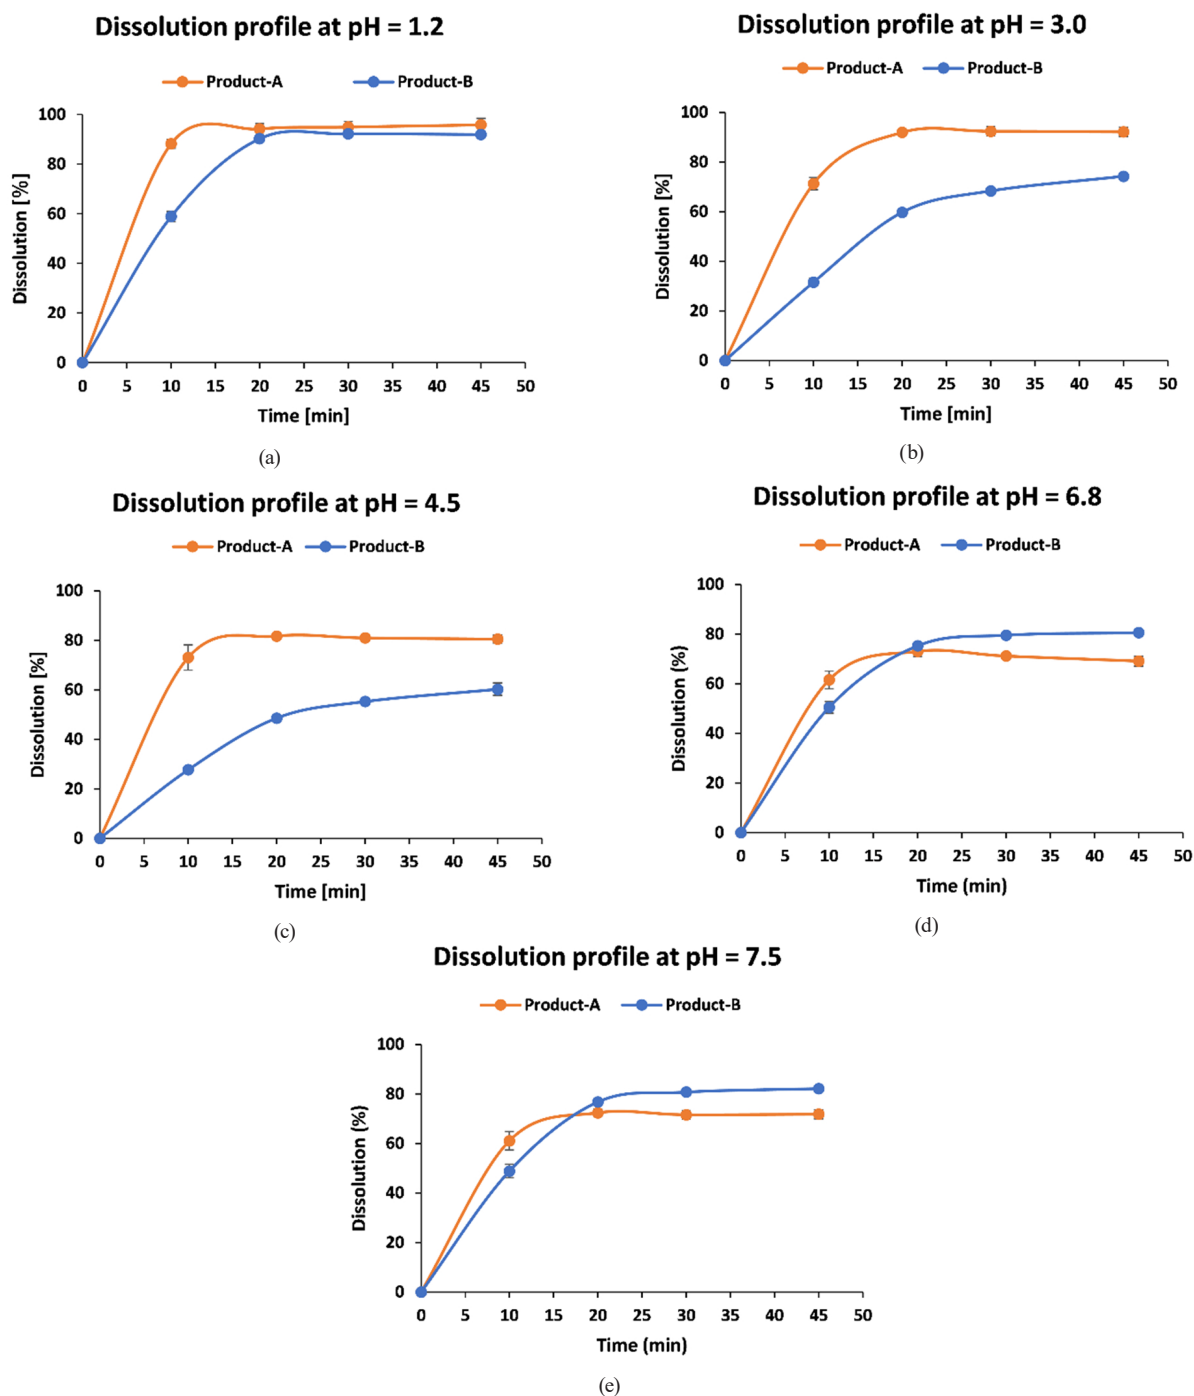 Dissolution profile at pH = 1.2
Product-A Product-B
100
80
60
40
20
0
Dissolution [%]
0 5 10 15 20 25 30 35 40 45 50
Time [min]
(a)
Dissolution profile at pH = 3.0
Product-A Product-B
100
80
60
40
20
0
Dissolution [%]
0 5 10 15 20 25 30 35 40 45 50
Time [min]
(b)
Dissolution profile at pH = 4.5
Product-A Product-B
100
80
60
40
20
0
Dissolution [%]
0 5 10 15 20 25 30 35 40 45 50
Time [min]
(c)
Dissolution profile at pH = 6.8
Product-A Product-B
100
80
60
40
20
0
Dissolution (%)
0 5 10 15 20 25 30 35 40 45 50
Time (min)
(d)
Dissolution profile at pH = 7.5
Product-A Product-B
100
80
60
40
20
0
Dissolution (%)
0 5 10 15 20 25 30 35 40 45 50
Time (min)
(e)